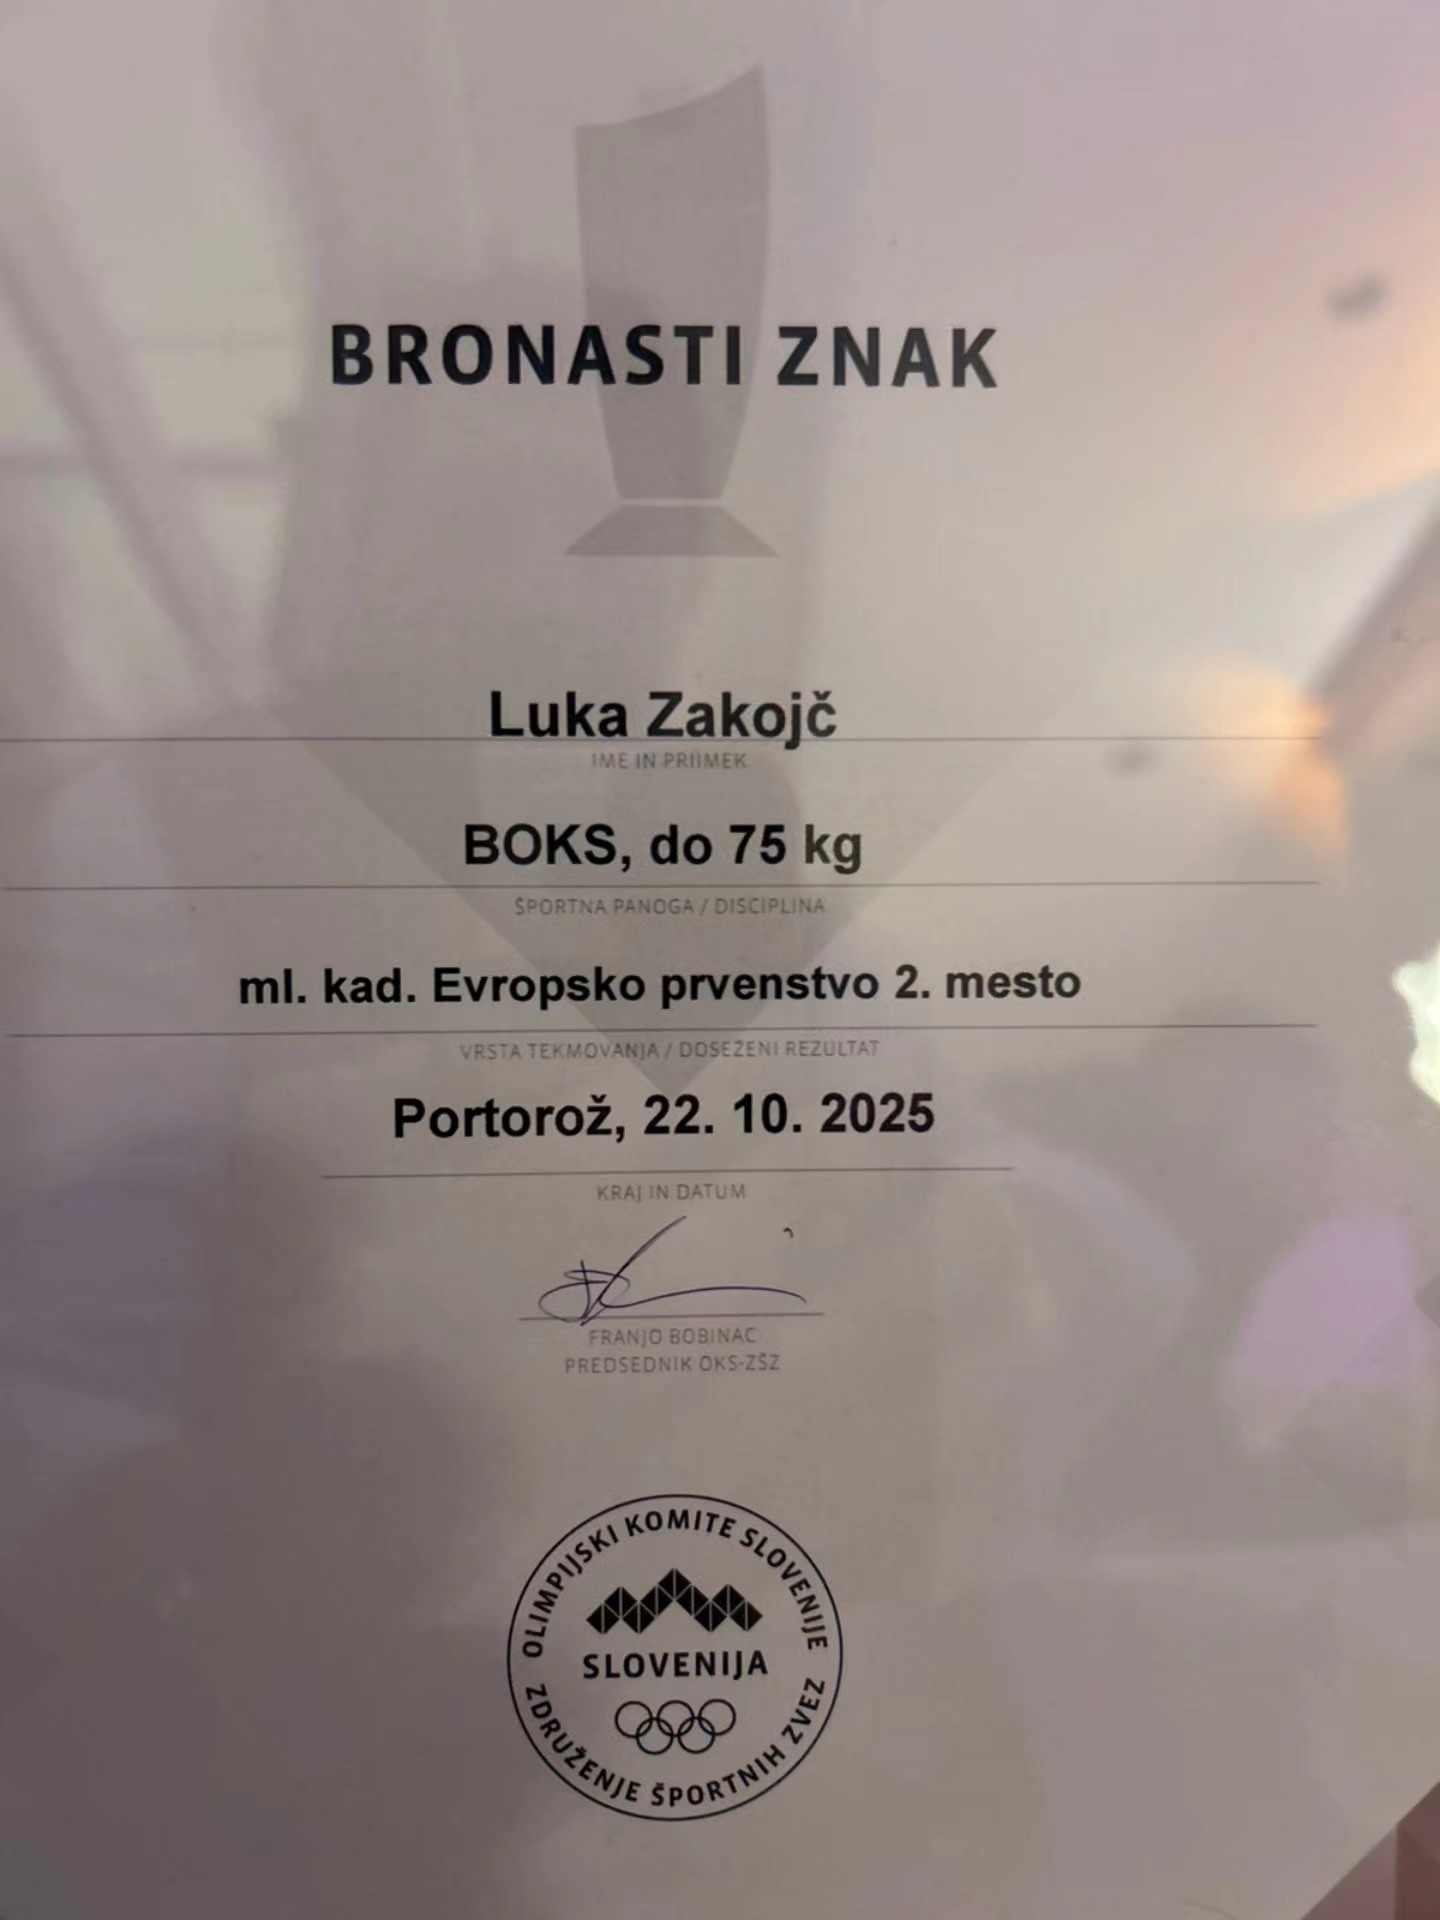 BRONASTI ZNAK
Luka Zakojč
IME IN PRIIMEK
BOKS, do 75 kg
ŠPORTNA PANOGA / DISCIPLINA
ml. kad. Evropsko prvenstvo 2. mesto
VRSTA TEKMOVANJA / DOSEŽENI REZULTAT
Portorož, 22. 10. 2025
KRAJ IN DATUM
FRANJO BOBINAC
PREDSEDNIK OKS-ZŠZ
OLIMPIJSKI KOMITE SLOVENIJE
SLOVENIJA
ZDRUŽENJE ŠPORTNIH ZVEZ